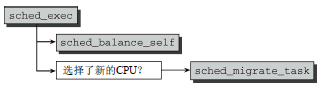 sched_exec
sched_balance_self
选择了新的CPU?
sched_migrate_task